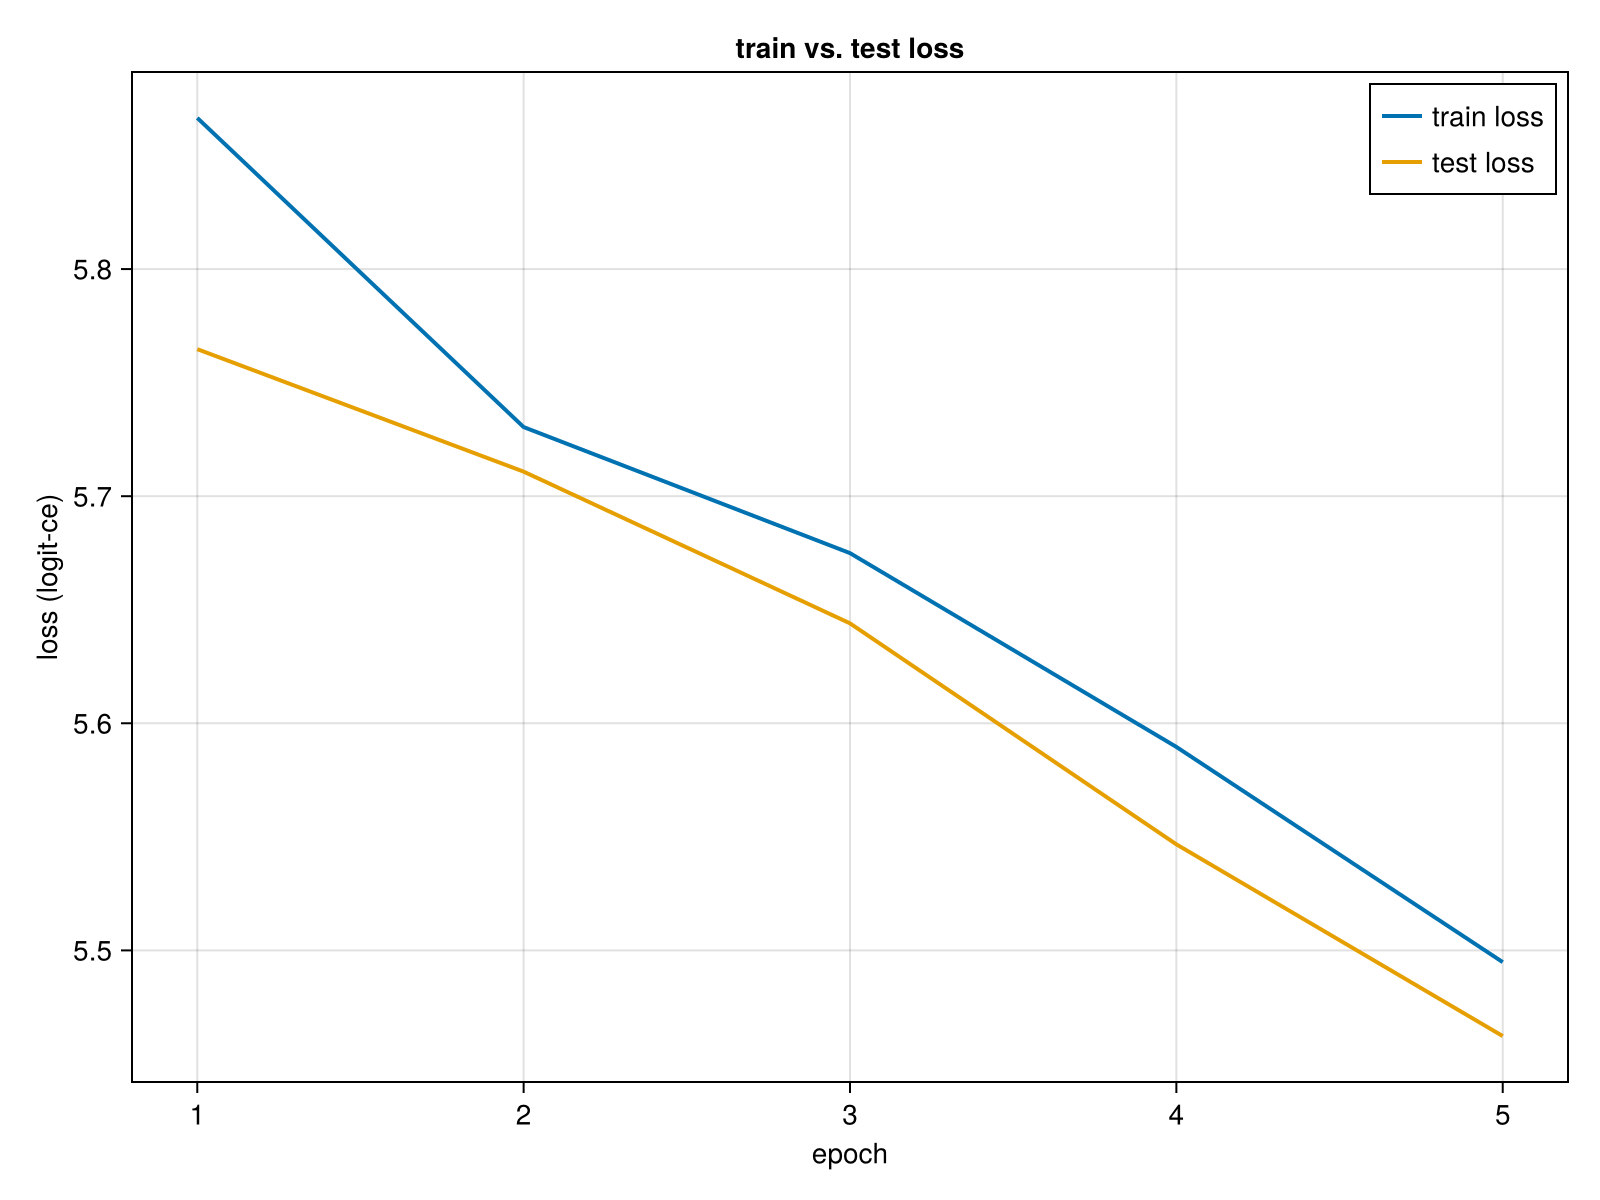 train vs. test loss
train loss
test loss
5.8
5.7
5.6
5.5
loss (logit-ce)
1 2 3 4 5
epoch